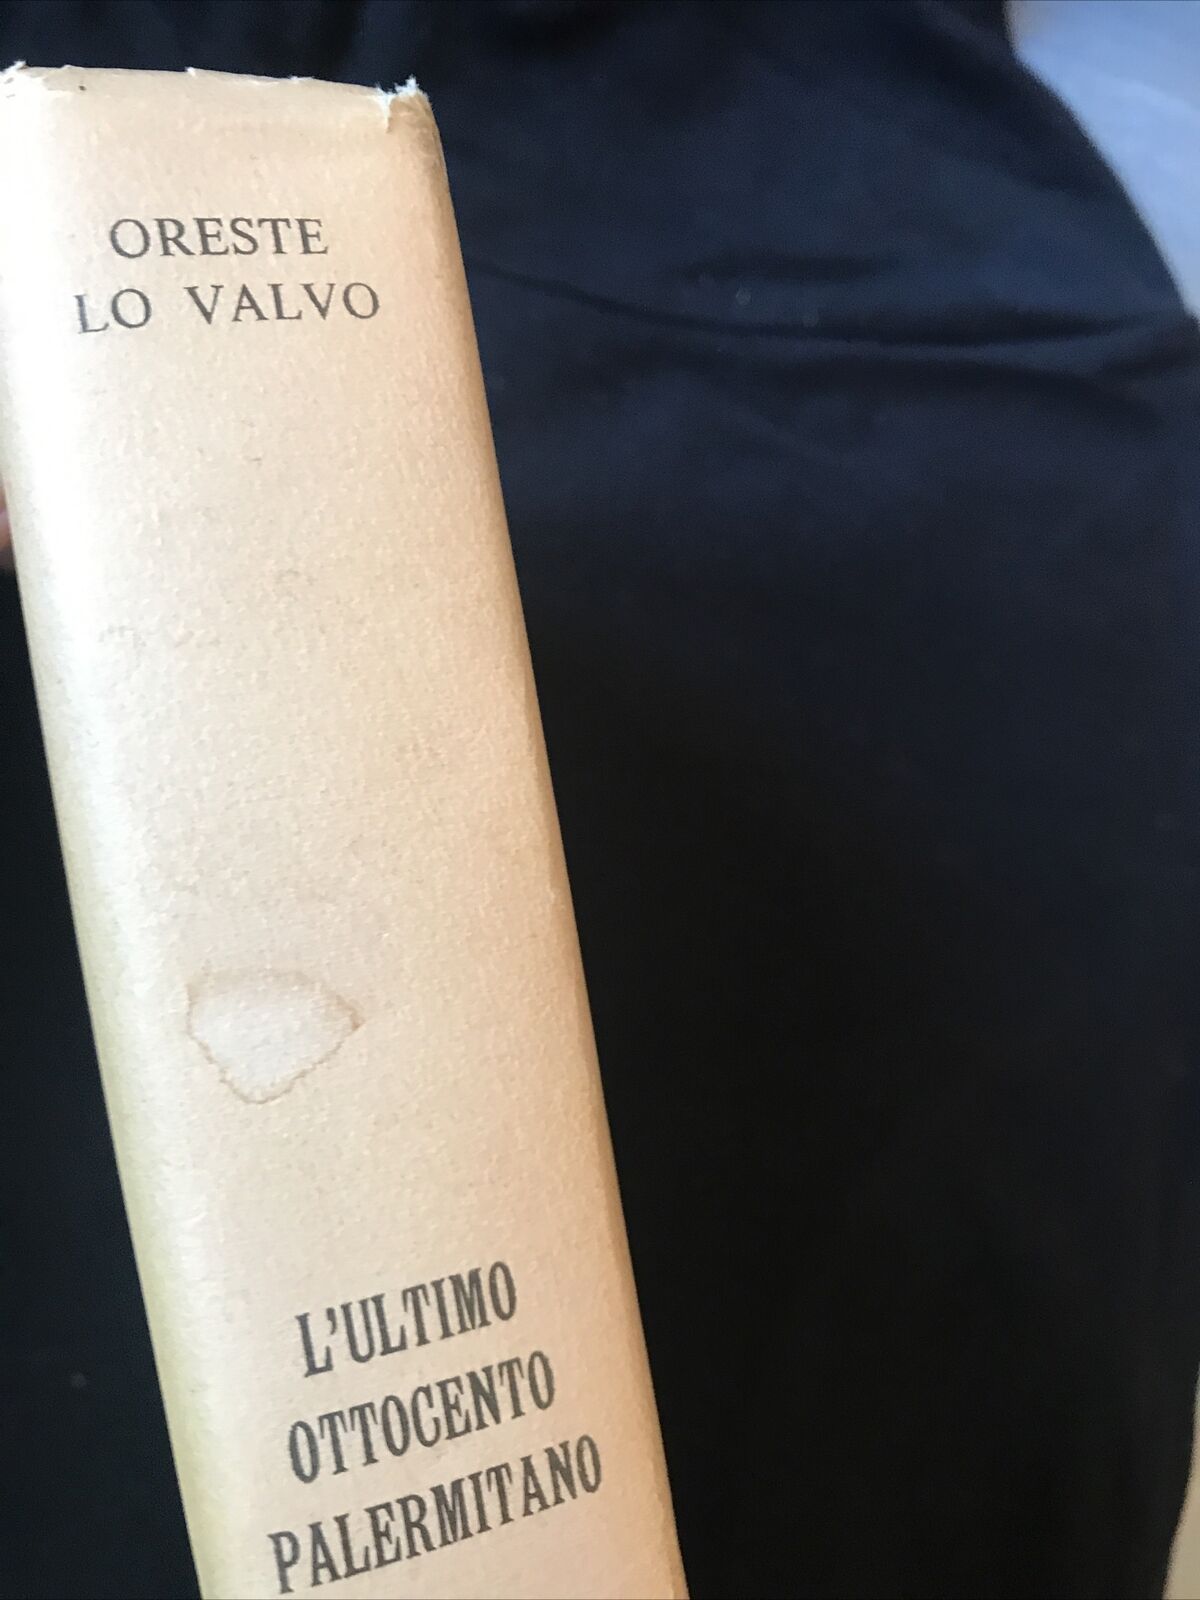 ORESTE
LO VALVO
L'ULTIMO
OTTOCENTO
PALERMITANO